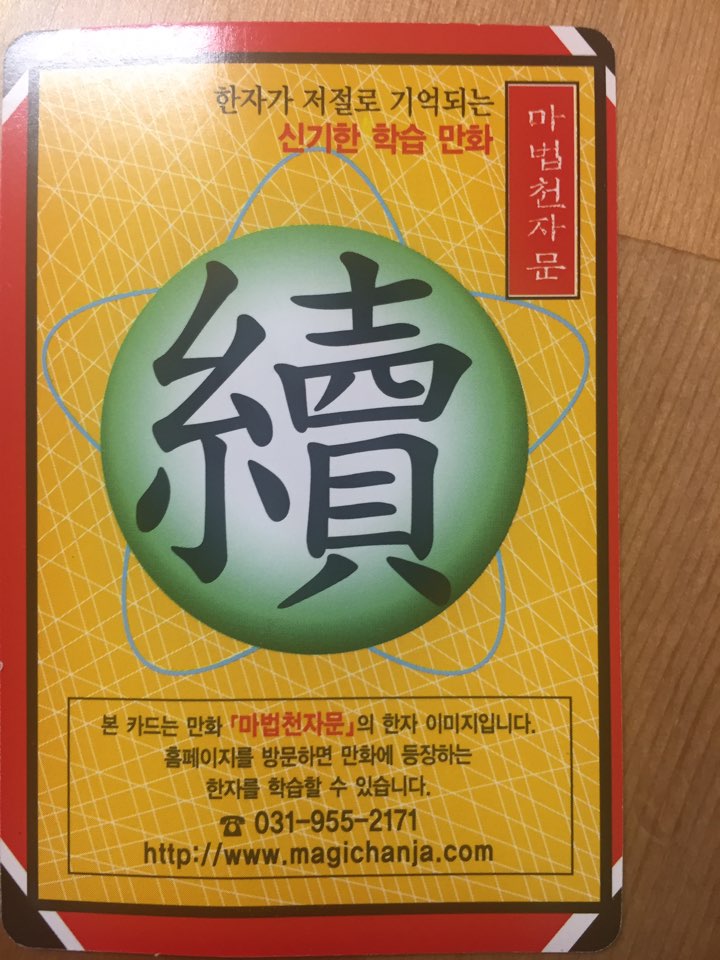 한자가 저절로 기억되는
신기한 학습 만화
마법천자문
續
본 카드는 만화 「마법천자문」의 한자 이미지입니다.
홈페이지를 방문하면 만화에 등장하는
한자를 학습할 수 있습니다.
☎ 031-955-2171
http://www.magichanja.com